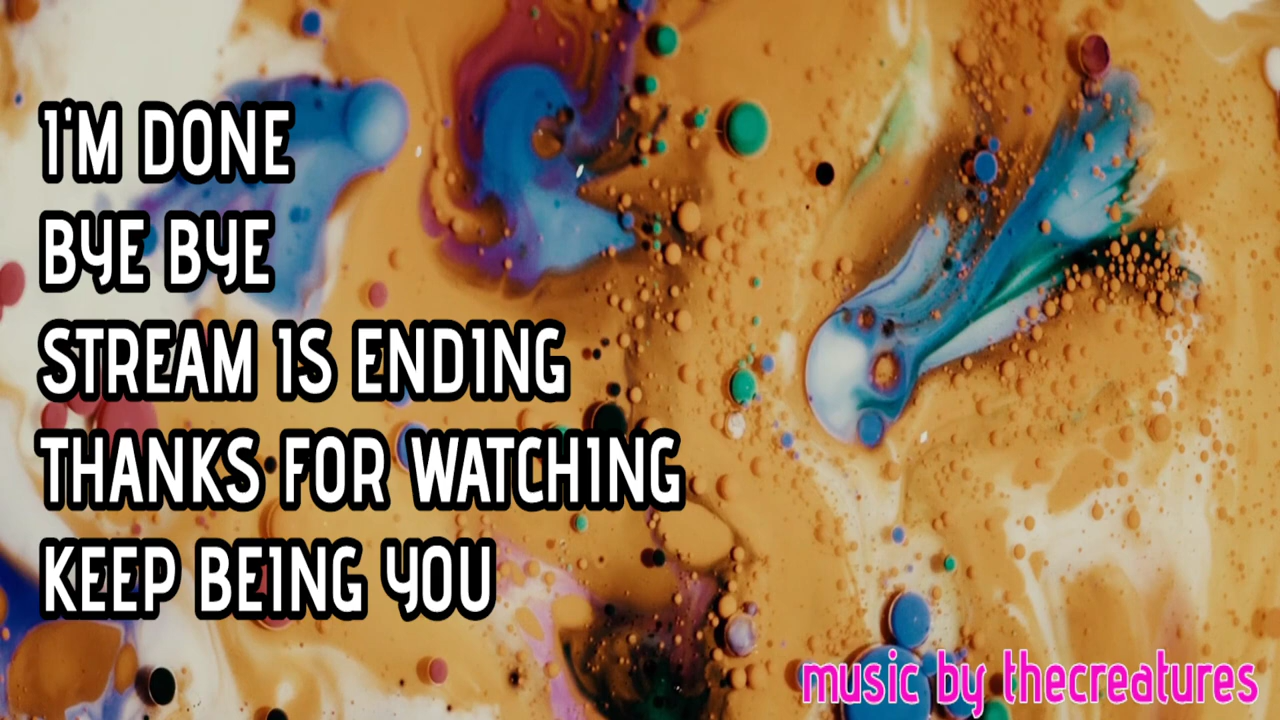 I'M DONE
BYE BYE
STREAM IS ENDING
THANKS FOR WATCHING
KEEP BEING YOU
music by thecreatures